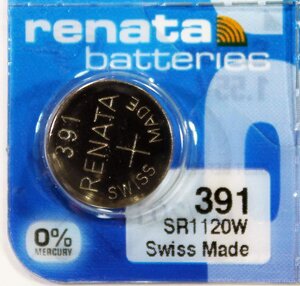 renata
batteries
391
RENATA
+
SWISS MADE
391
SR1120W
Swiss Made
0%
MERCURY